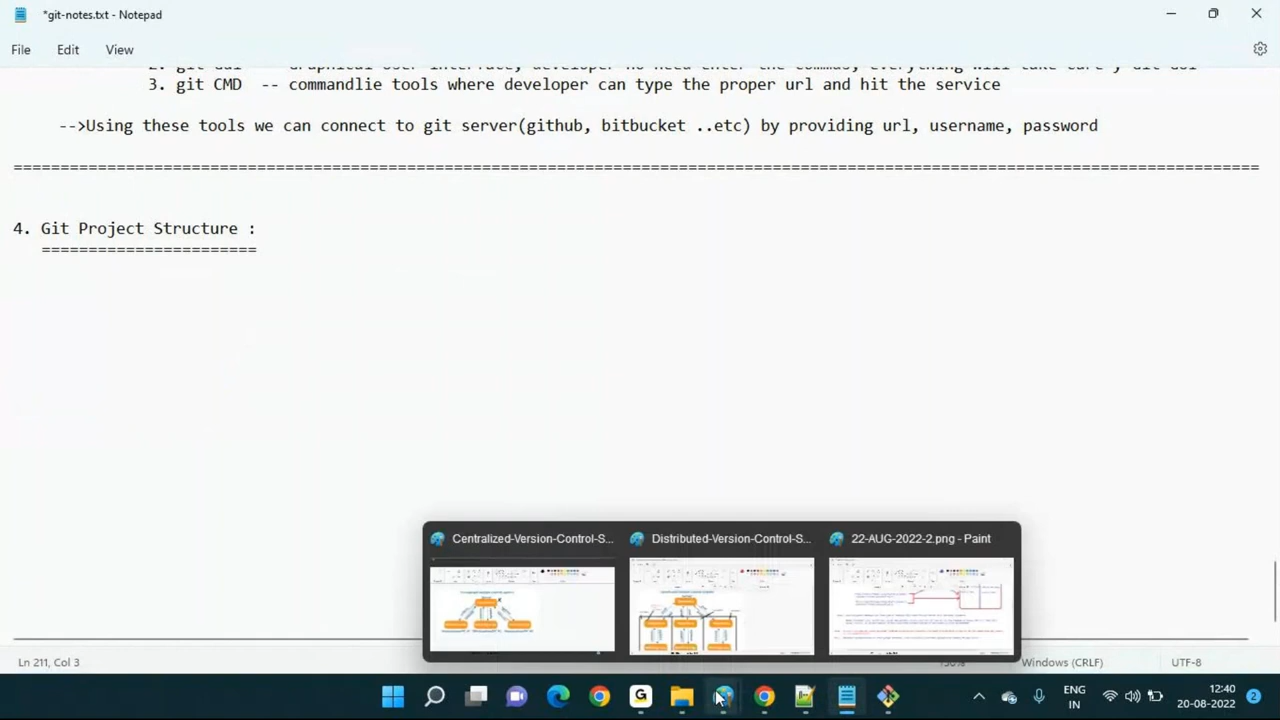 *git-notes.txt - Notepad
File Edit View
3. git CMD -- commandlie tools where developer can type the proper url and hit the service
-->Using these tools we can connect to git server(github, bitbucket ..etc) by providing url, username, password
==========================================================================================================================================
4. Git Project Structure :
=======================
Centralized-Version-Control-S...
Distributed-Version-Control-S...
22-AUG-2022-2.png - Paint
Ln 211, Col 3
Windows (CRLF)
UTF-8
ENG
IN
12:40
20-08-2022
2